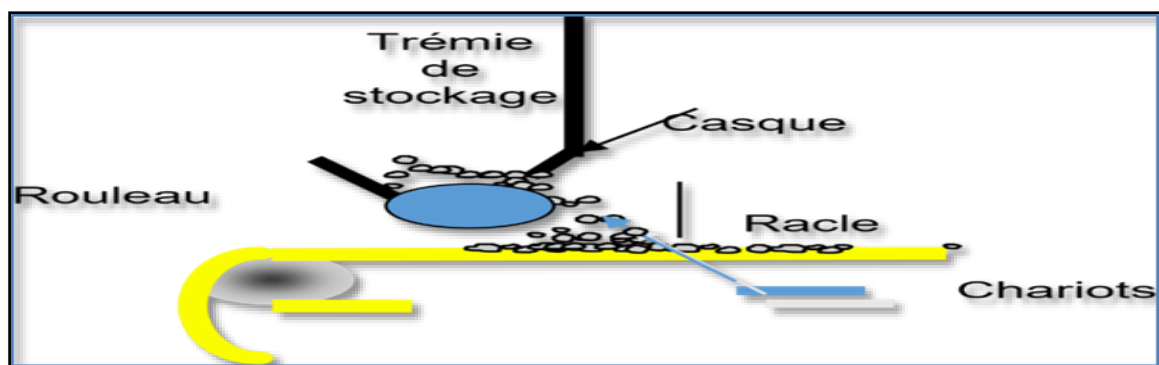 Trémie
de
stockage
Casque
Rouleau
Racle
Chariots